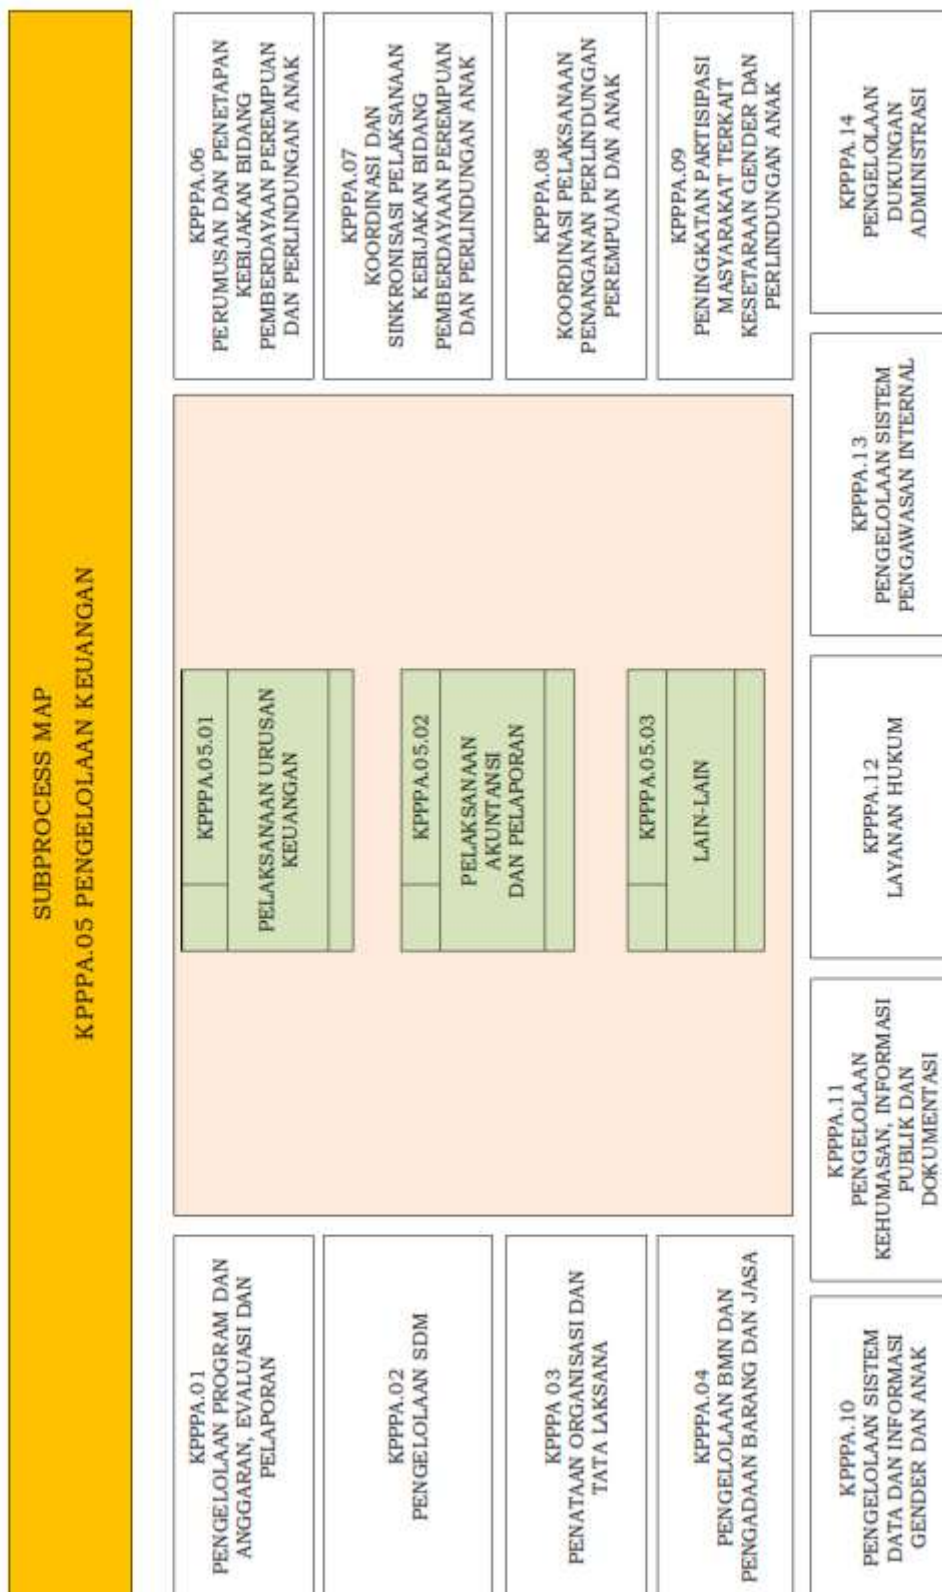 SUBPROCESS MAP
KPPPA.05 PENGELOLAAN KEUANGAN
KPPPA.01
PENGELOLAAN PROGRAM DAN
ANGGARAN, EVALUASI DAN
PELAPORAN
KPPPA.02
PENGELOLAAN SDM
KPPPA 03
PENATAAN ORGANISASI DAN
TATA LAKSANA
KPPPA.04
PENGELOLAAN BMN DAN
PENGADAAN BARANG DAN JASA
KPPPA.05.01
PELAKSANAAN URUSAN
KEUANGAN
KPPPA.05.02
PELAKSANAAN
AKUNTANSI
DAN PELAPORAN
KPPPA.05.03
LAIN-LAIN
KPPPA.06
PERUMUSAN DAN PENETAPAN
KEBIJAKAN BIDANG
PEMBERDAYAAN PEREMPUAN
DAN PERLINDUNGAN ANAK
KPPPA.07
KOORDINASI DAN
SINKRONISASI PELAKSANAAN
KEBIJAKAN BIDANG
PEMBERDAYAAN PEREMPUAN
DAN PERLINDUNGAN ANAK
KPPPA.08
KOORDINASI PELAKSANAAN
PENANGANAN PERLINDUNGAN
PEREMPUAN DAN ANAK
KPPPA.09
PENINGKATAN PARTISIPASI
MASYARAKAT TERKAIT
KESETARAAN GENDER DAN
PERLINDUNGAN ANAK
KPPPA.10
PENGELOLAAN SISTEM
DATA DAN INFORMASI
GENDER DAN ANAK
KPPPA.11
PENGELOLAAN
KEHUMASAN, INFORMASI
PUBLIK DAN
DOKUMENTASI
KPPPA.12
LAYANAN HUKUM
KPPPA.13
PENGELOLAAN SISTEM
PENGAWASAN INTERNAL
KPPPA.14
PENGELOLAAN
DUKUNGAN
ADMINISTRASI